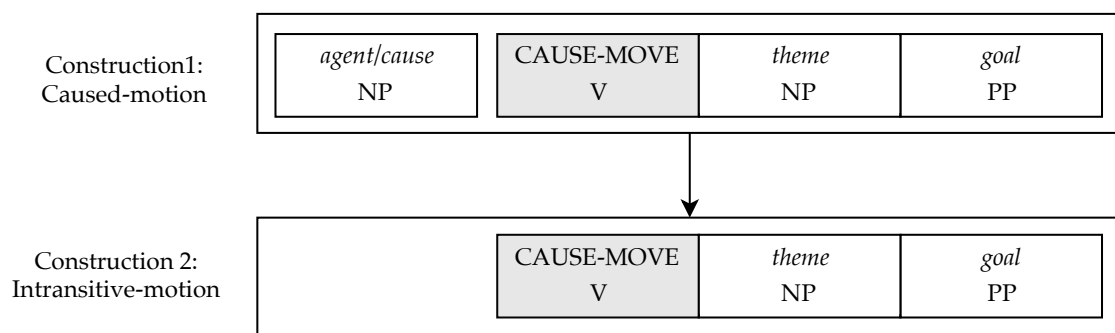 Construction1:
Caused-motion
agent/cause
NP
CAUSE-MOVE
V
theme
NP
goal
PP
Construction 2:
Intransitive-motion
CAUSE-MOVE
V
theme
NP
goal
PP